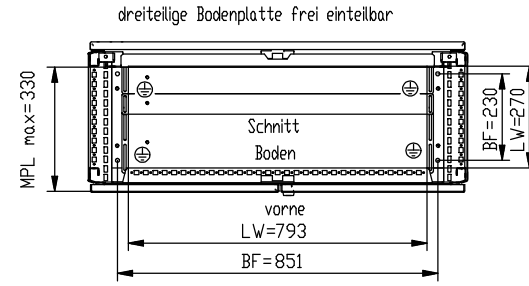 dreiteilige Bodenplatte frei einteilbar
MPL max=330
Schnitt
Boden
BF=230
LW=270
vorne
LW=793
BF=851